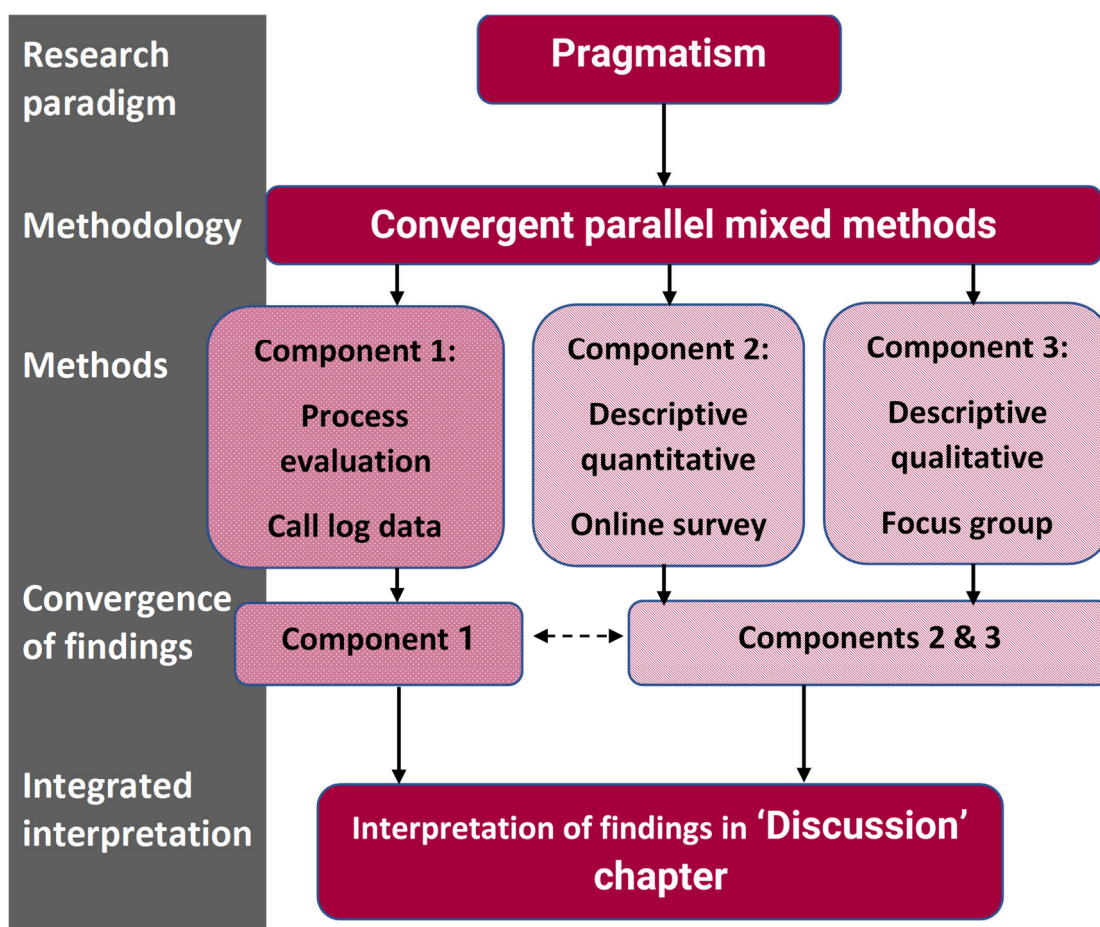 Research
paradigm
Pragmatism
Methodology
Convergent parallel mixed methods
Methods
Component 1:
Process
evaluation
Call log data
Component 2:
Descriptive
quantitative
Online survey
Component 3:
Descriptive
qualitative
Focus group
Convergence
of findings
Component 1
Components 2 & 3
Integrated
interpretation
Interpretation of findings in ‘Discussion’
chapter